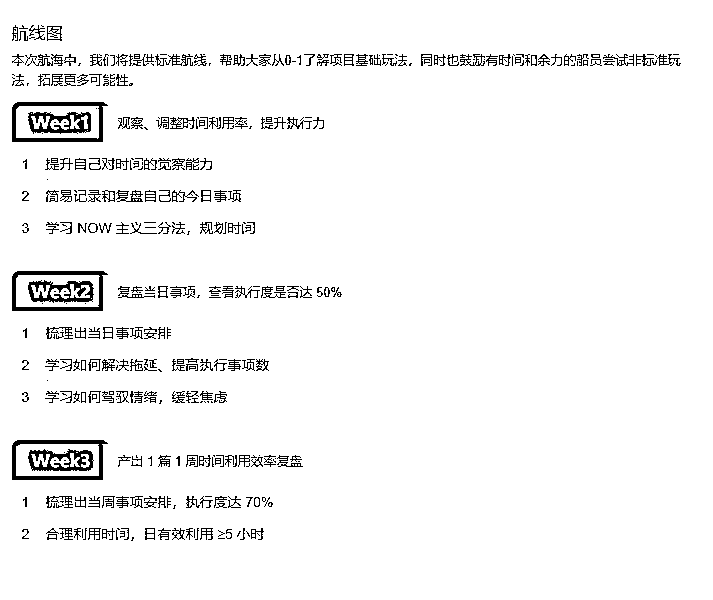 航线图
本次航海中，我们将提供标准航线，帮助大家从0-1了解项目基础玩法，同时也鼓励有时间和余力的船员尝试非标准玩
法，拓展更多可能性。
Week1 观察、调整时间利用率，提升执行力
1 提升自己对时间的觉察能力
2 简易记录和复盘自己的今日事项
3 学习 NOW 主义三分法，规划时间
Week2 复盘当日事项，查看执行度是否达 50%
1 梳理出当日事项安排
2 学习如何解决拖延、提高执行事项数
3 学习如何驾驭情绪，缓轻焦虑
Week3 产出 1 篇 1 周时间利用效率复盘
1 梳理出当周事项安排，执行度达 70%
2 合理利用时间，日有效利用 ≥5 小时